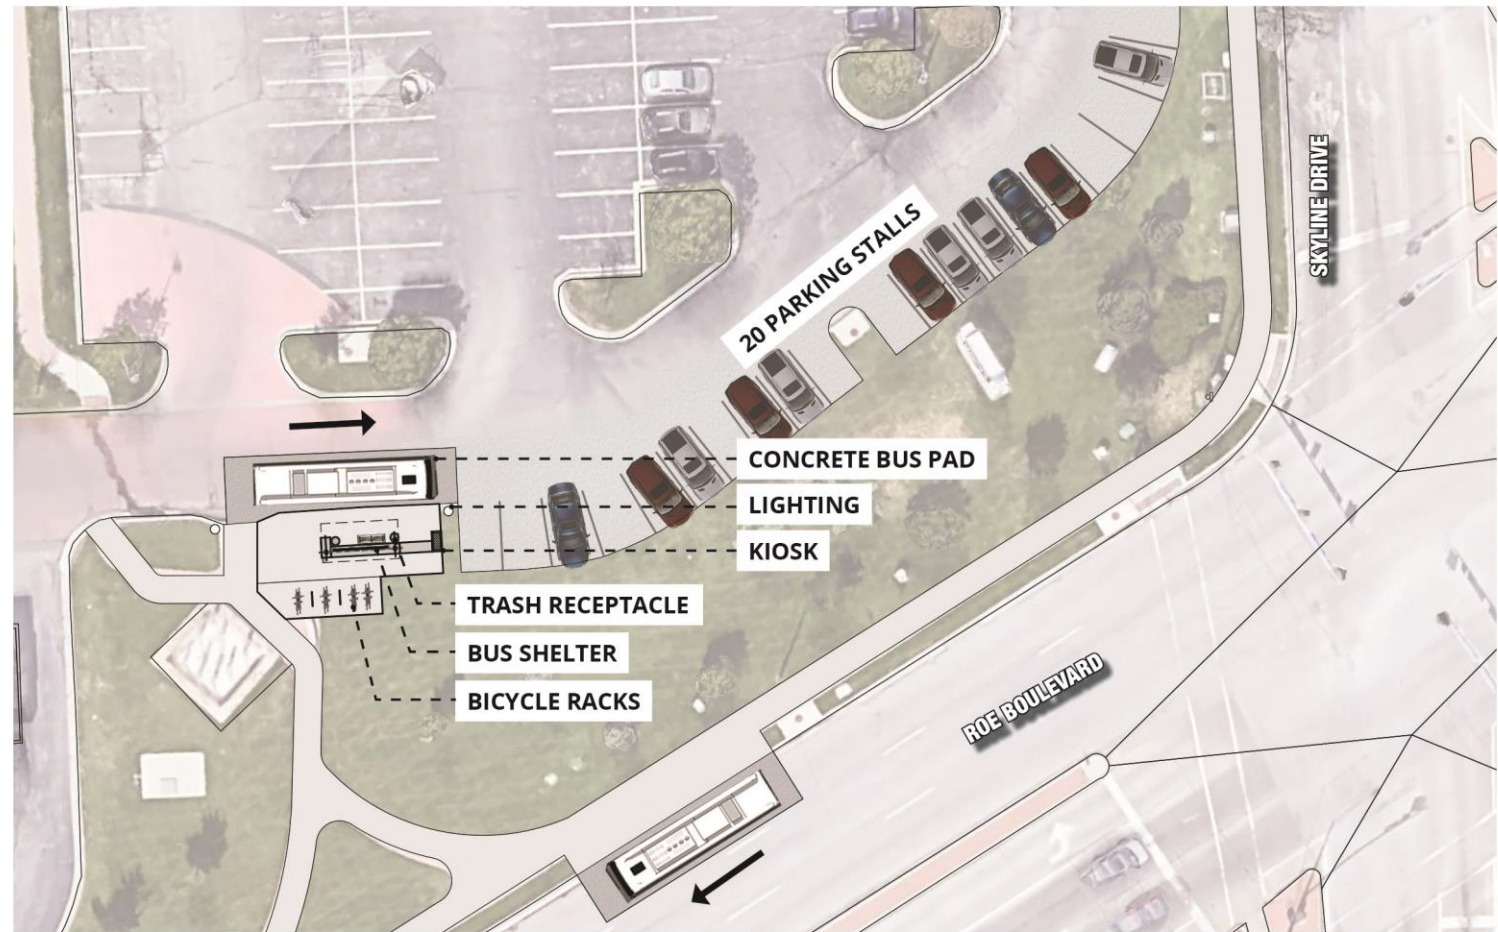 SKYLINE DRIVE
20 PARKING STALLS
CONCRETE BUS PAD
LIGHTING
KIOSK
TRASH RECEPTACLE
BUS SHELTER
BICYCLE RACKS
ROE BOULEVARD